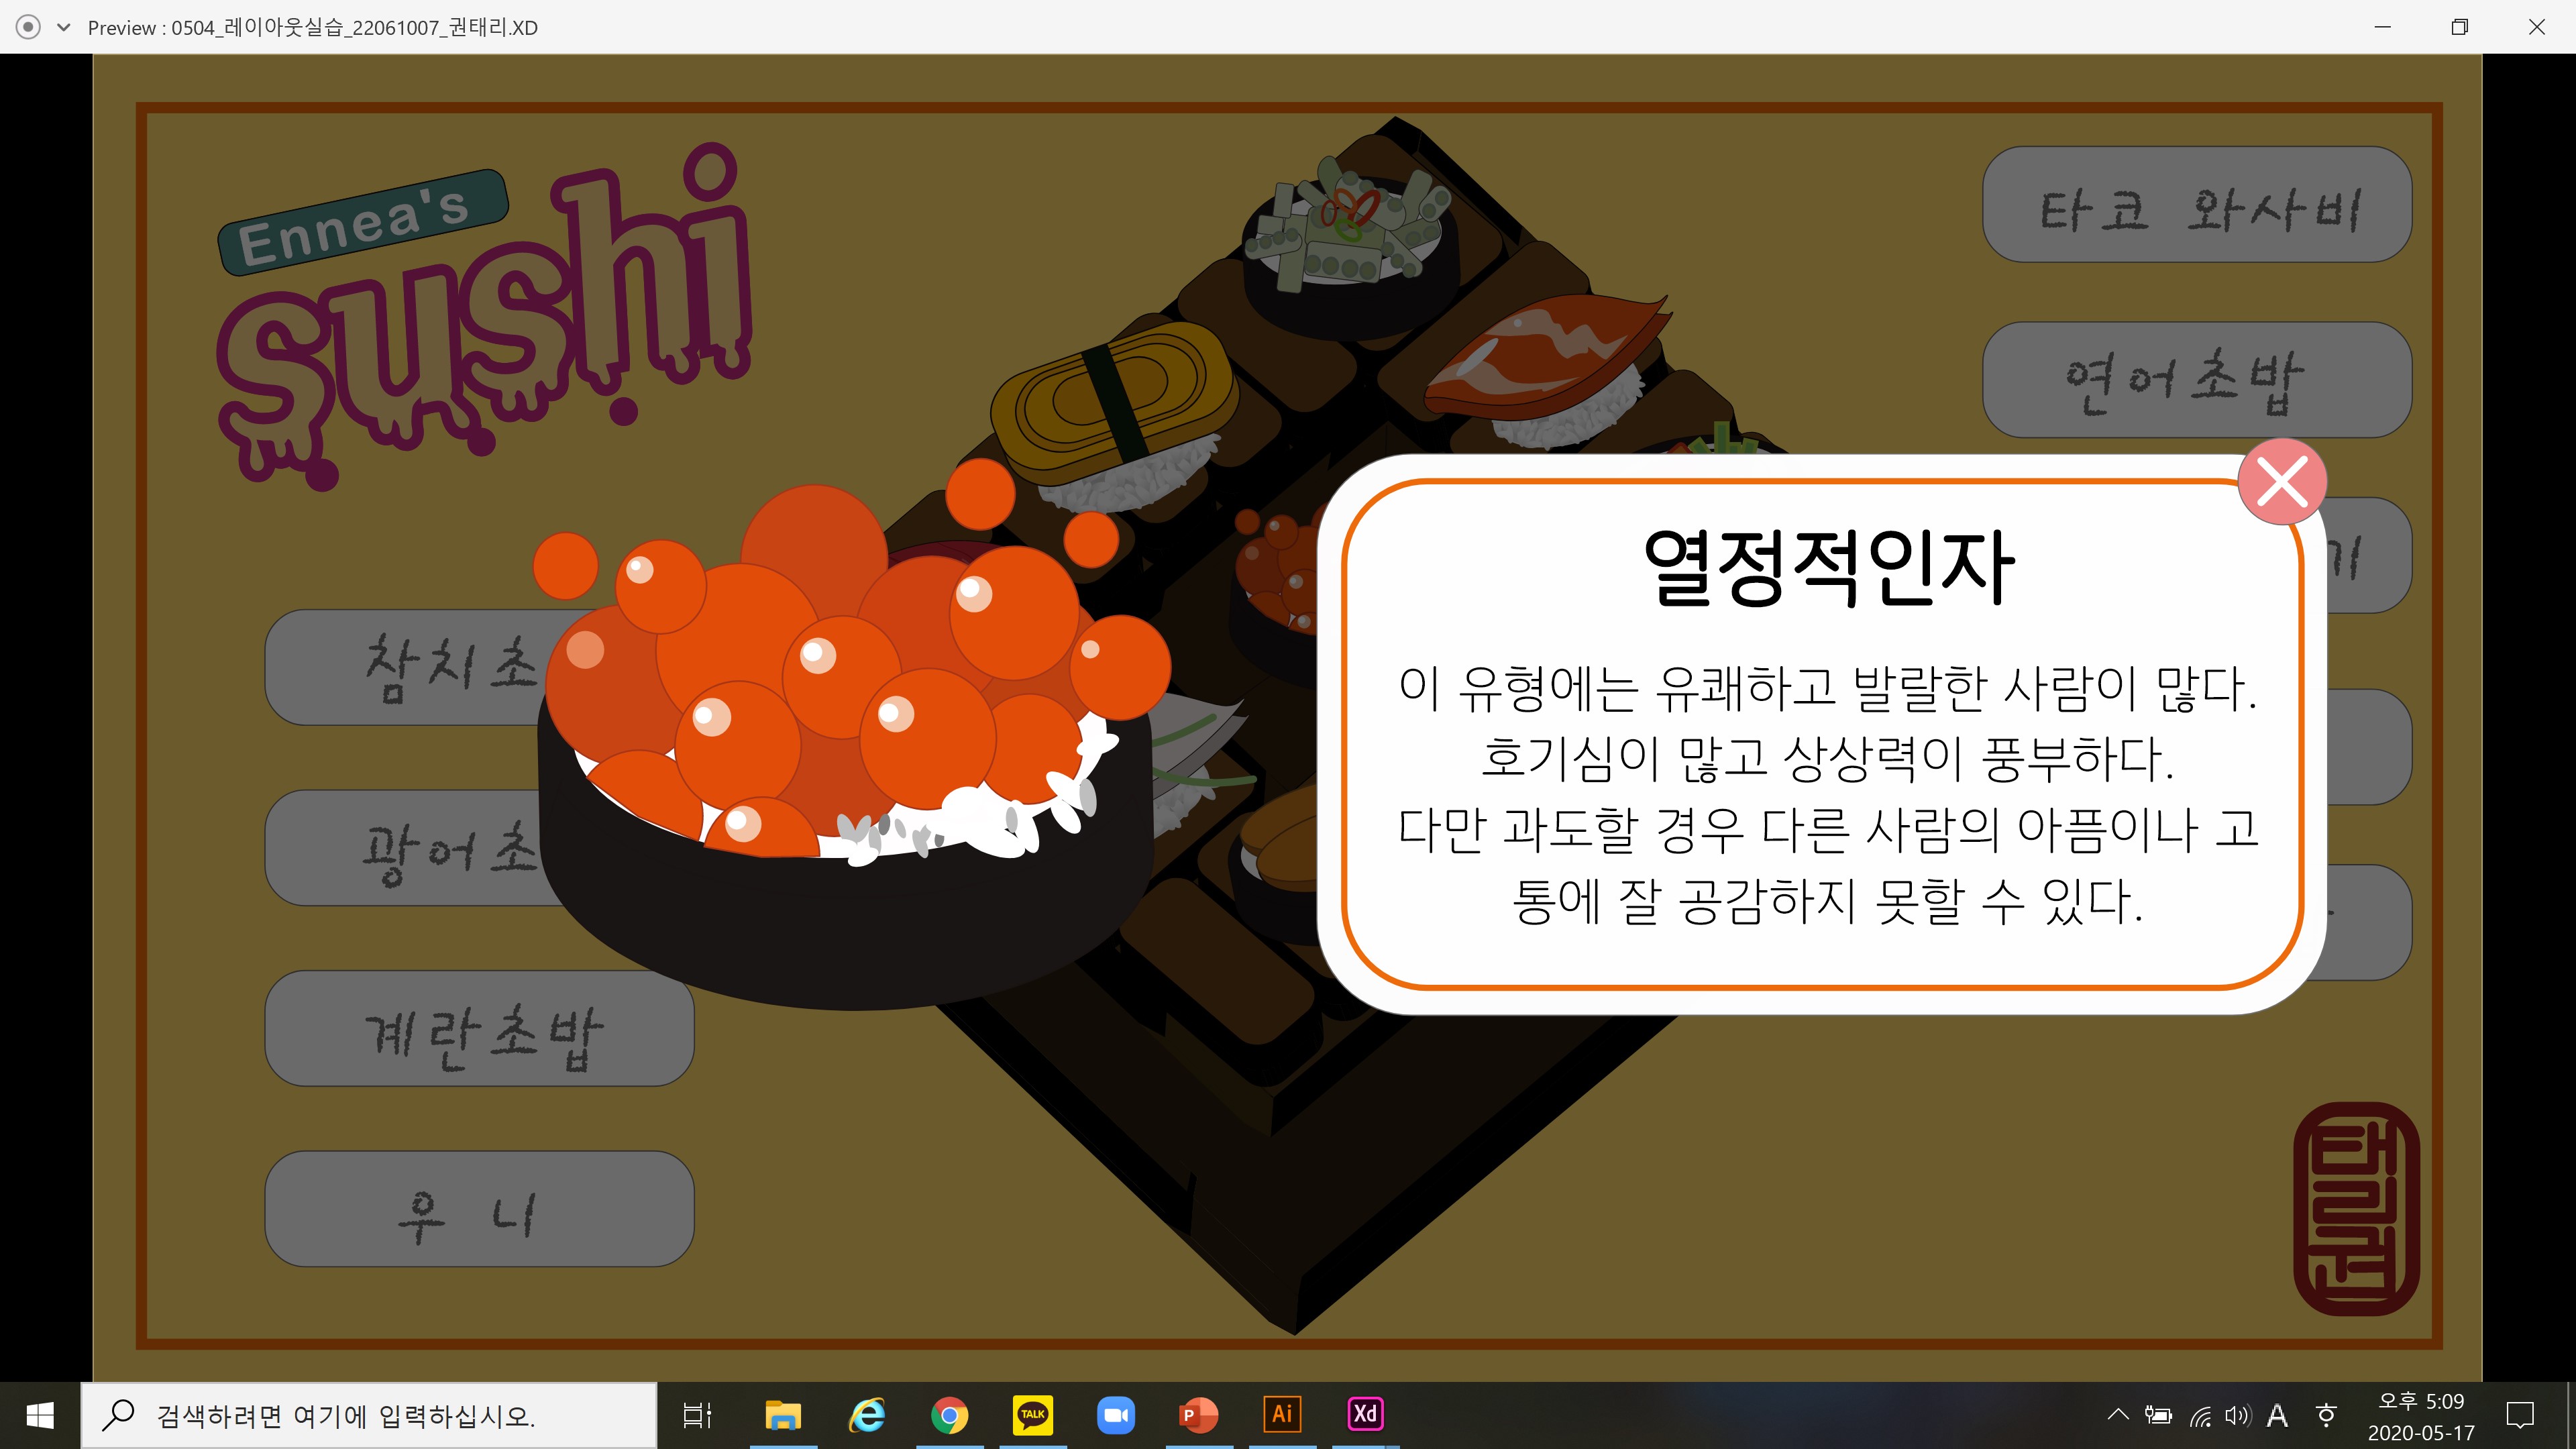 Preview : 0504_레이아웃실습_22061007_권태리.XD
Ennea's
sushi
타코 와사비
연어초밥
열정적인자
이 유형에는 유쾌하고 발랄한 사람이 많다.
호기심이 많고 상상력이 풍부하다.
다만 과도할 경우 다른 사람의 아픔이나 고
통에 잘 공감하지 못할 수 있다.
기
참치초
광어초
계란초밥
우 니
태리권
검색하려면 여기에 입력하십시오.
TALK
P
Ai
Xd
A
오후 5:09
2020-05-17